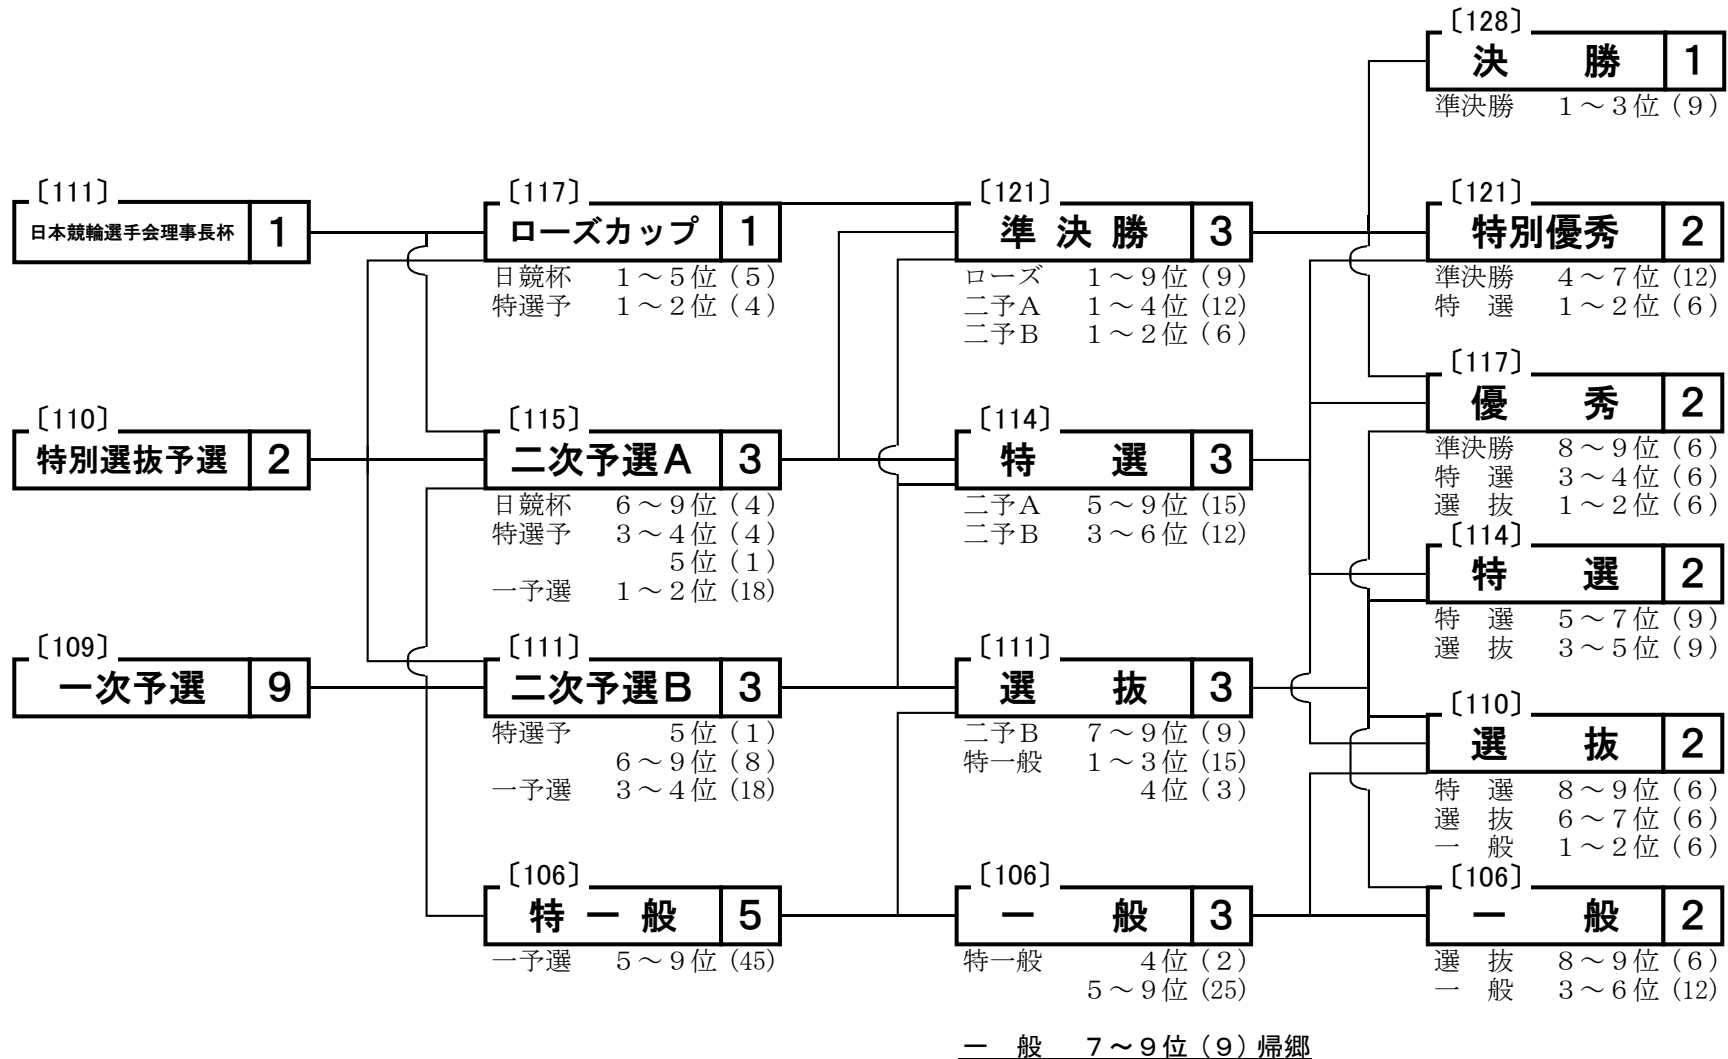 〔111〕
日本競輪選手会理事長杯 1
〔110〕
特別選抜予選 2
〔109〕
一次予選 9
〔117〕
ローズカップ 1
日競杯 1～5位(5)
特選予 1～2位(4)
〔115〕
二次予選A 3
日競杯 6～9位(4)
特選予 3～4位(4)
5位(1)
一予選 1～2位(18)
〔111〕
二次予選B 3
特選予 5位(1)
6～9位(8)
一予選 3～4位(18)
〔106〕
特一般 5
一予選 5～9位(45)
〔121〕
準決勝 3
ローズ 1～9位(9)
二予A 1～4位(12)
二予B 1～2位(6)
〔114〕
特選 3
二予A 5～9位(15)
二予B 3～6位(12)
〔111〕
選抜 3
二予B 7～9位(9)
特一般 1～3位(15)
4位(3)
〔106〕
一般 3
特一般 4位(2)
5～9位(25)
一般 7～9位(9)帰郷
〔128〕
決勝 1
準決勝 1～3位(9)
〔121〕
特別優秀 2
準決勝 4～7位(12)
特選 1～2位(6)
〔117〕
優秀 2
準決勝 8～9位(6)
特選 3～4位(6)
選抜 1～2位(6)
〔114〕
特選 2
特選 5～7位(9)
選抜 3～5位(9)
〔110〕
選抜 2
特選 8～9位(6)
選抜 6～7位(6)
一般 1～2位(6)
〔106〕
一般 2
選抜 8～9位(6)
一般 3～6位(12)